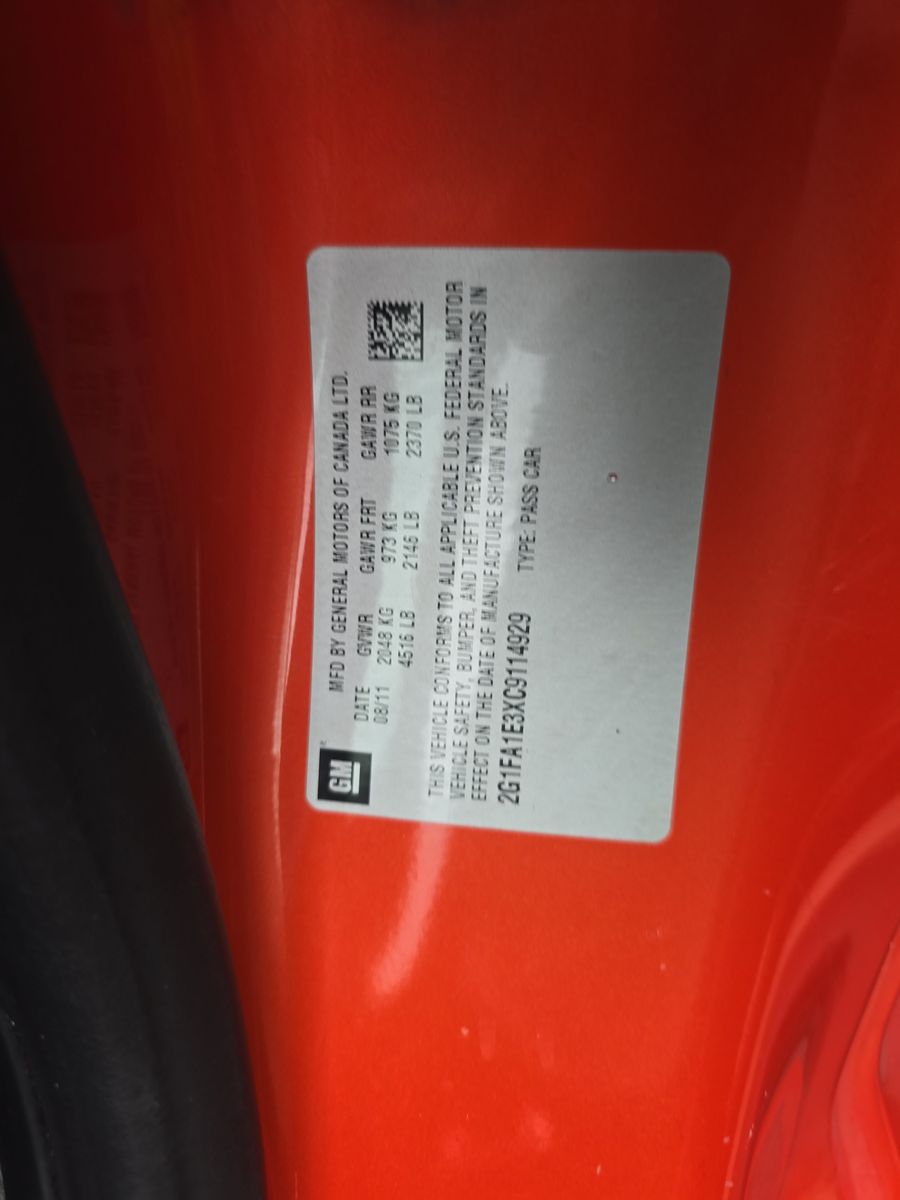 GM
MFD BY GENERAL MOTORS OF CANADA LTD.
DATE GVWR GAWR FRT GAWR RR
08/11 2048 KG 973 KG 1075 KG
4516 LB 2146 LB 2370 LB
THIS VEHICLE CONFORMS TO ALL APPLICABLE U.S. FEDERAL MOTOR
VEHICLE SAFETY, BUMPER, AND THEFT PREVENTION STANDARDS IN
EFFECT ON THE DATE OF MANUFACTURE SHOWN ABOVE.
2G1FA1E3XC9114929 TYPE: PASS CAR